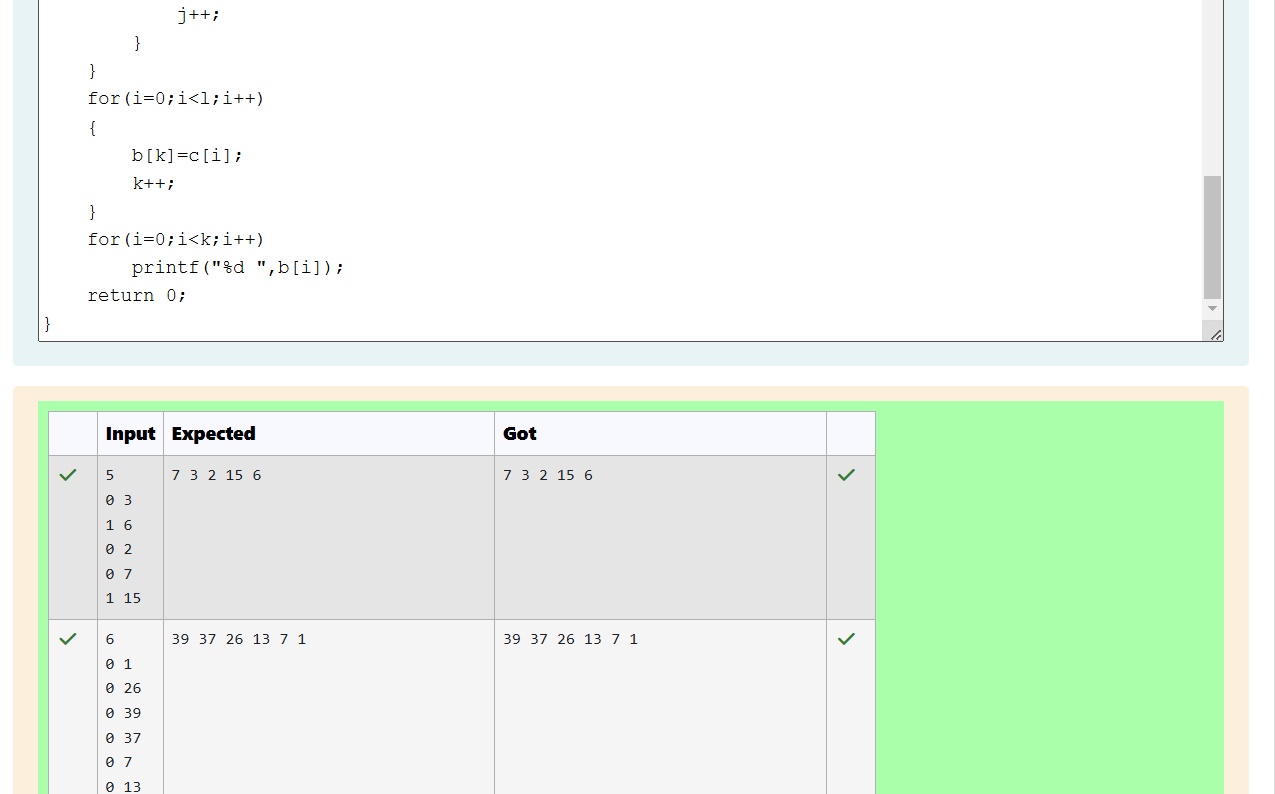 j++;
}
}
for(i=0;i<l;i++)
{
b[k]=c[i];
k++;
}
for(i=0;i<k;i++)
printf("%d ",b[i]);
return 0;
}
Input Expected Got
5 7 3 2 15 6 7 3 2 15 6
0 3
1 6
0 2
0 7
1 15
6 39 37 26 13 7 1 39 37 26 13 7 1
0 1
0 26
0 39
0 37
0 7
0 13